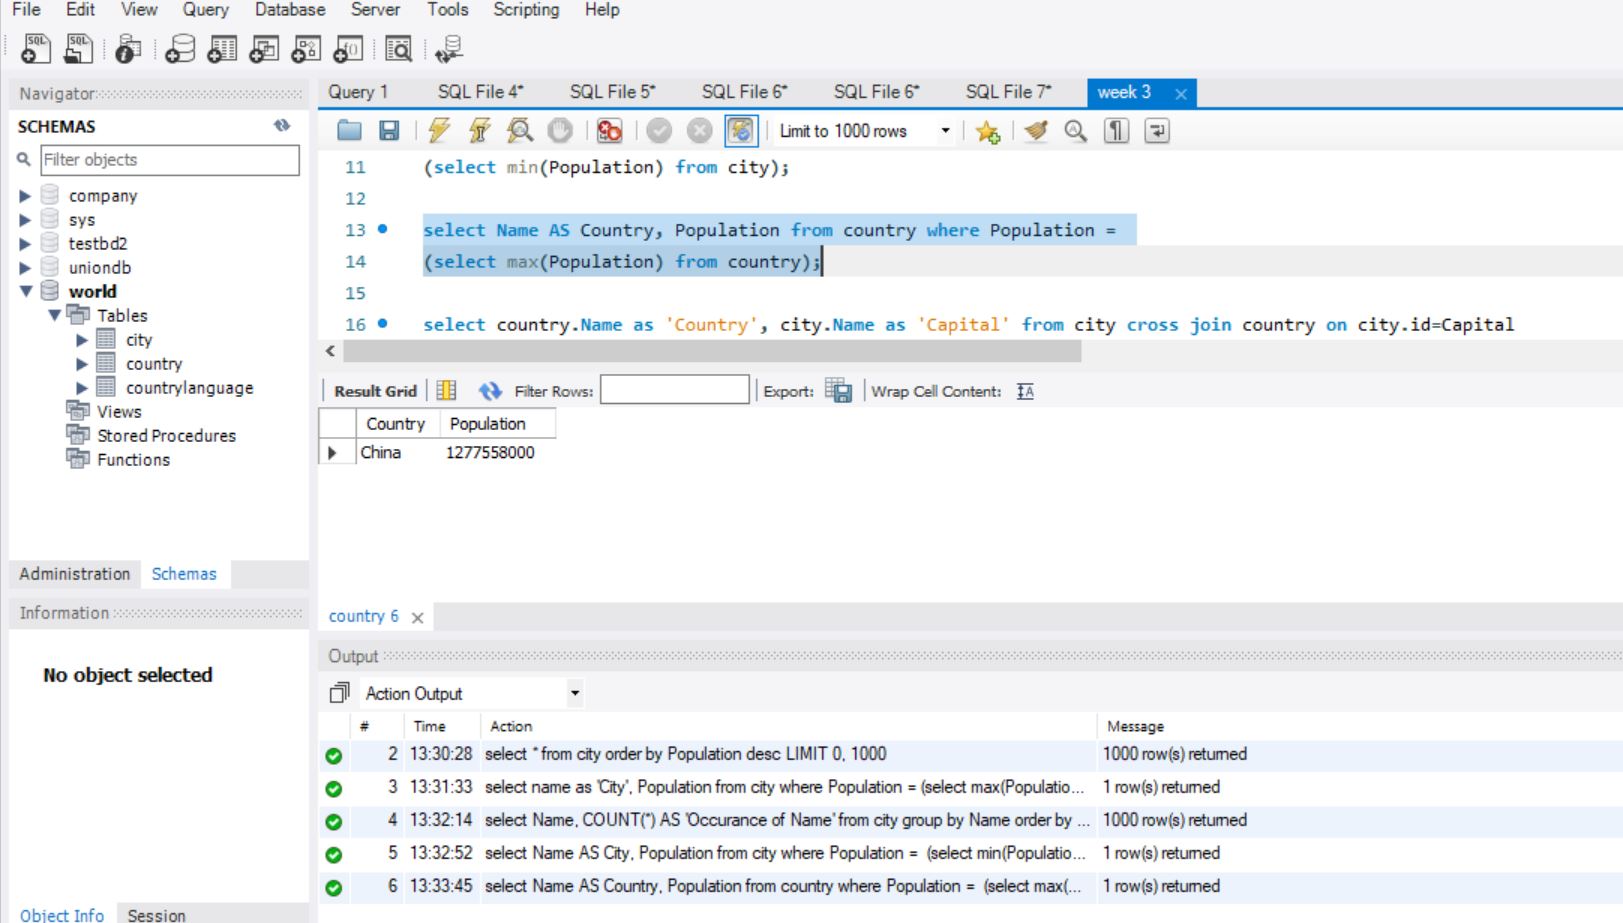 File Edit View Query Database Server Tools Scripting Help
Navigator
SCHEMAS
Filter objects
company
sys
testbd2
uniondb
world
Tables
city
country
countrylanguage
Views
Stored Procedures
Functions
Administration Schemas
Information
No object selected
Object Info Session
Query 1 SQL File 4* SQL File 5* SQL File 6* SQL File 6* SQL File 7* week 3
Limit to 1000 rows
11 (select min(Population) from city);
12
13 select Name AS Country, Population from country where Population =
14 (select max(Population) from country);
15
16 select country.Name as 'Country', city.Name as 'Capital' from city cross join country on city.id=Capital
Result Grid Filter Rows: Export: Wrap Cell Content:
Country Population
China 1277558000
country 6
Output
Action Output
# Time Action Message
2 13:30:28 select * from city order by Population desc LIMIT 0, 1000 1000 row(s) returned
3 13:31:33 select name as 'City', Population from city where Population = (select max(Populatio... 1 row(s) returned
4 13:32:14 select Name, COUNT(*) AS 'Occurance of Name' from city group by Name order by ... 1000 row(s) returned
5 13:32:52 select Name AS City, Population from city where Population = (select min(Populatio... 1 row(s) returned
6 13:33:45 select Name AS Country, Population from country where Population = (select max(... 1 row(s) returned